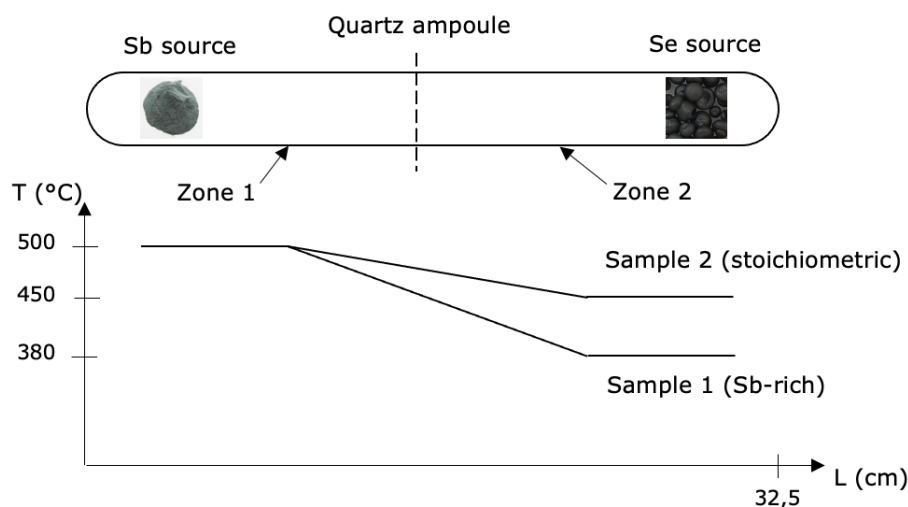 Quartz ampoule
Sb source
Se source
Zone 1
Zone 2
T (°C)
500
450
380
Sample 2 (stoichiometric)
Sample 1 (Sb-rich)
L (cm)
32,5